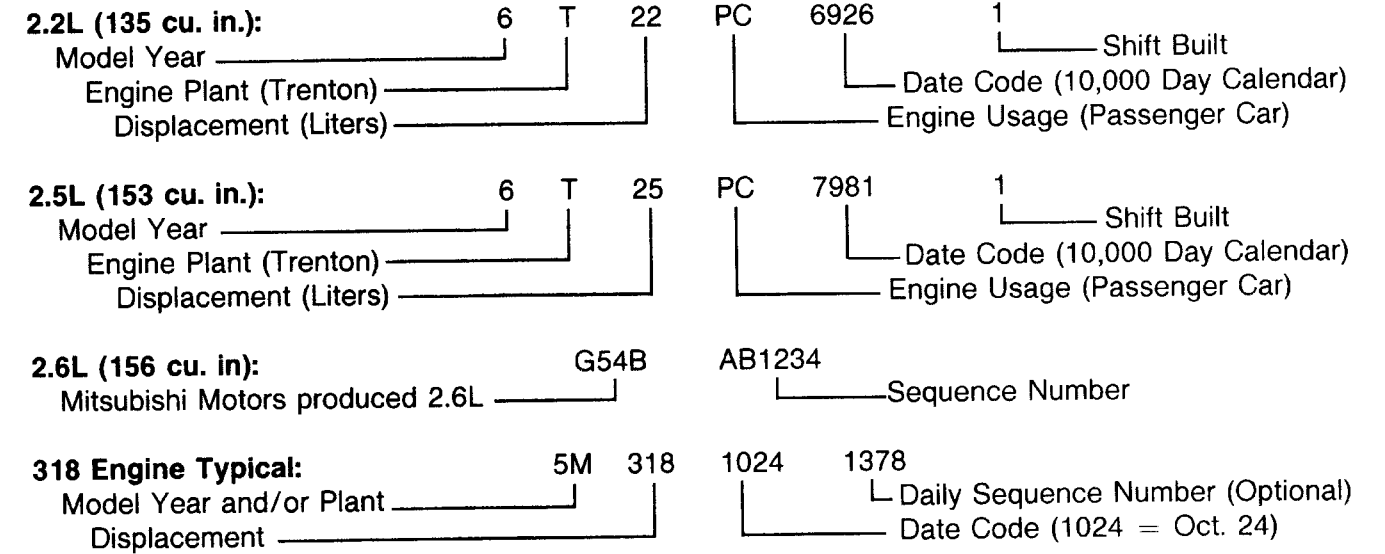 2.2L (135 cu. in.): 6 T 22 PC 6926 1
Model Year Shift Built
Engine Plant (Trenton) Date Code (10,000 Day Calendar)
Displacement (Liters) Engine Usage (Passenger Car)
2.5L (153 cu. in.): 6 T 25 PC 7981 1
Model Year Shift Built
Engine Plant (Trenton) Date Code (10,000 Day Calendar)
Displacement (Liters) Engine Usage (Passenger Car)
2.6L (156 cu. in): G54B AB1234
Mitsubishi Motors produced 2.6L Sequence Number
318 Engine Typical: 5M 318 1024 1378
Model Year and/or Plant Daily Sequence Number (Optional)
Displacement Date Code (1024 = Oct. 24)